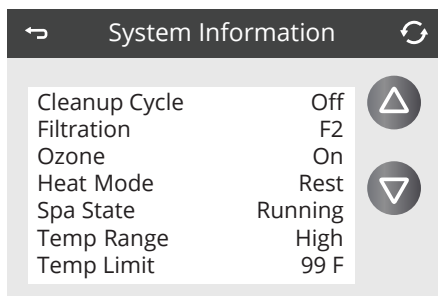 System Information
Cleanup Cycle Off
Filtration F2
Ozone On
Heat Mode Rest
Spa State Running
Temp Range High
Temp Limit 99 F